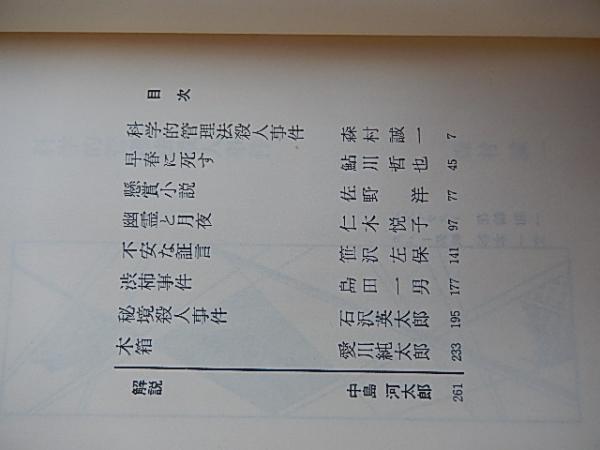 目次
科学的管理法殺人事件 森村誠一 7
早春に死す 鮎川哲也 45
懸賞小説 佐野洋 77
幽霊と月夜 仁木悦子 97
不安な証言 笹沢左保 141
渋柿事件 島田一男 177
秘境殺人事件 石沢英太郎 195
木箱 愛川純太郎 233
解説 中島河太郎 261